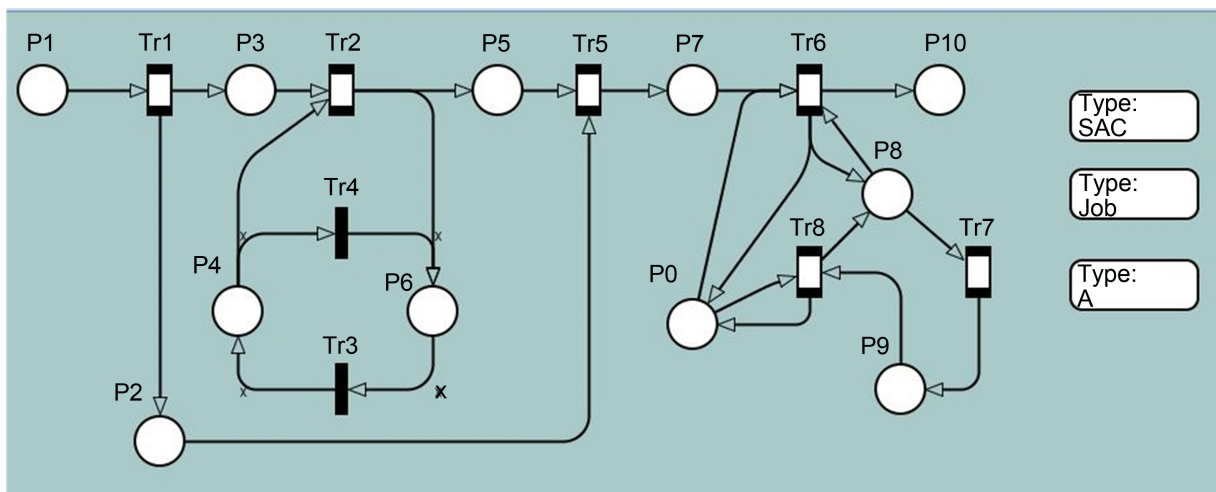 P1
Tr1
P3
Tr2
P5
Tr5
P7
Tr6
P10
Type:
SAC
P8
Type:
Job
Tr4
x
x
Tr8
Tr7
P4
P6
P0
Type:
A
Tr3
P9
x
x
P2